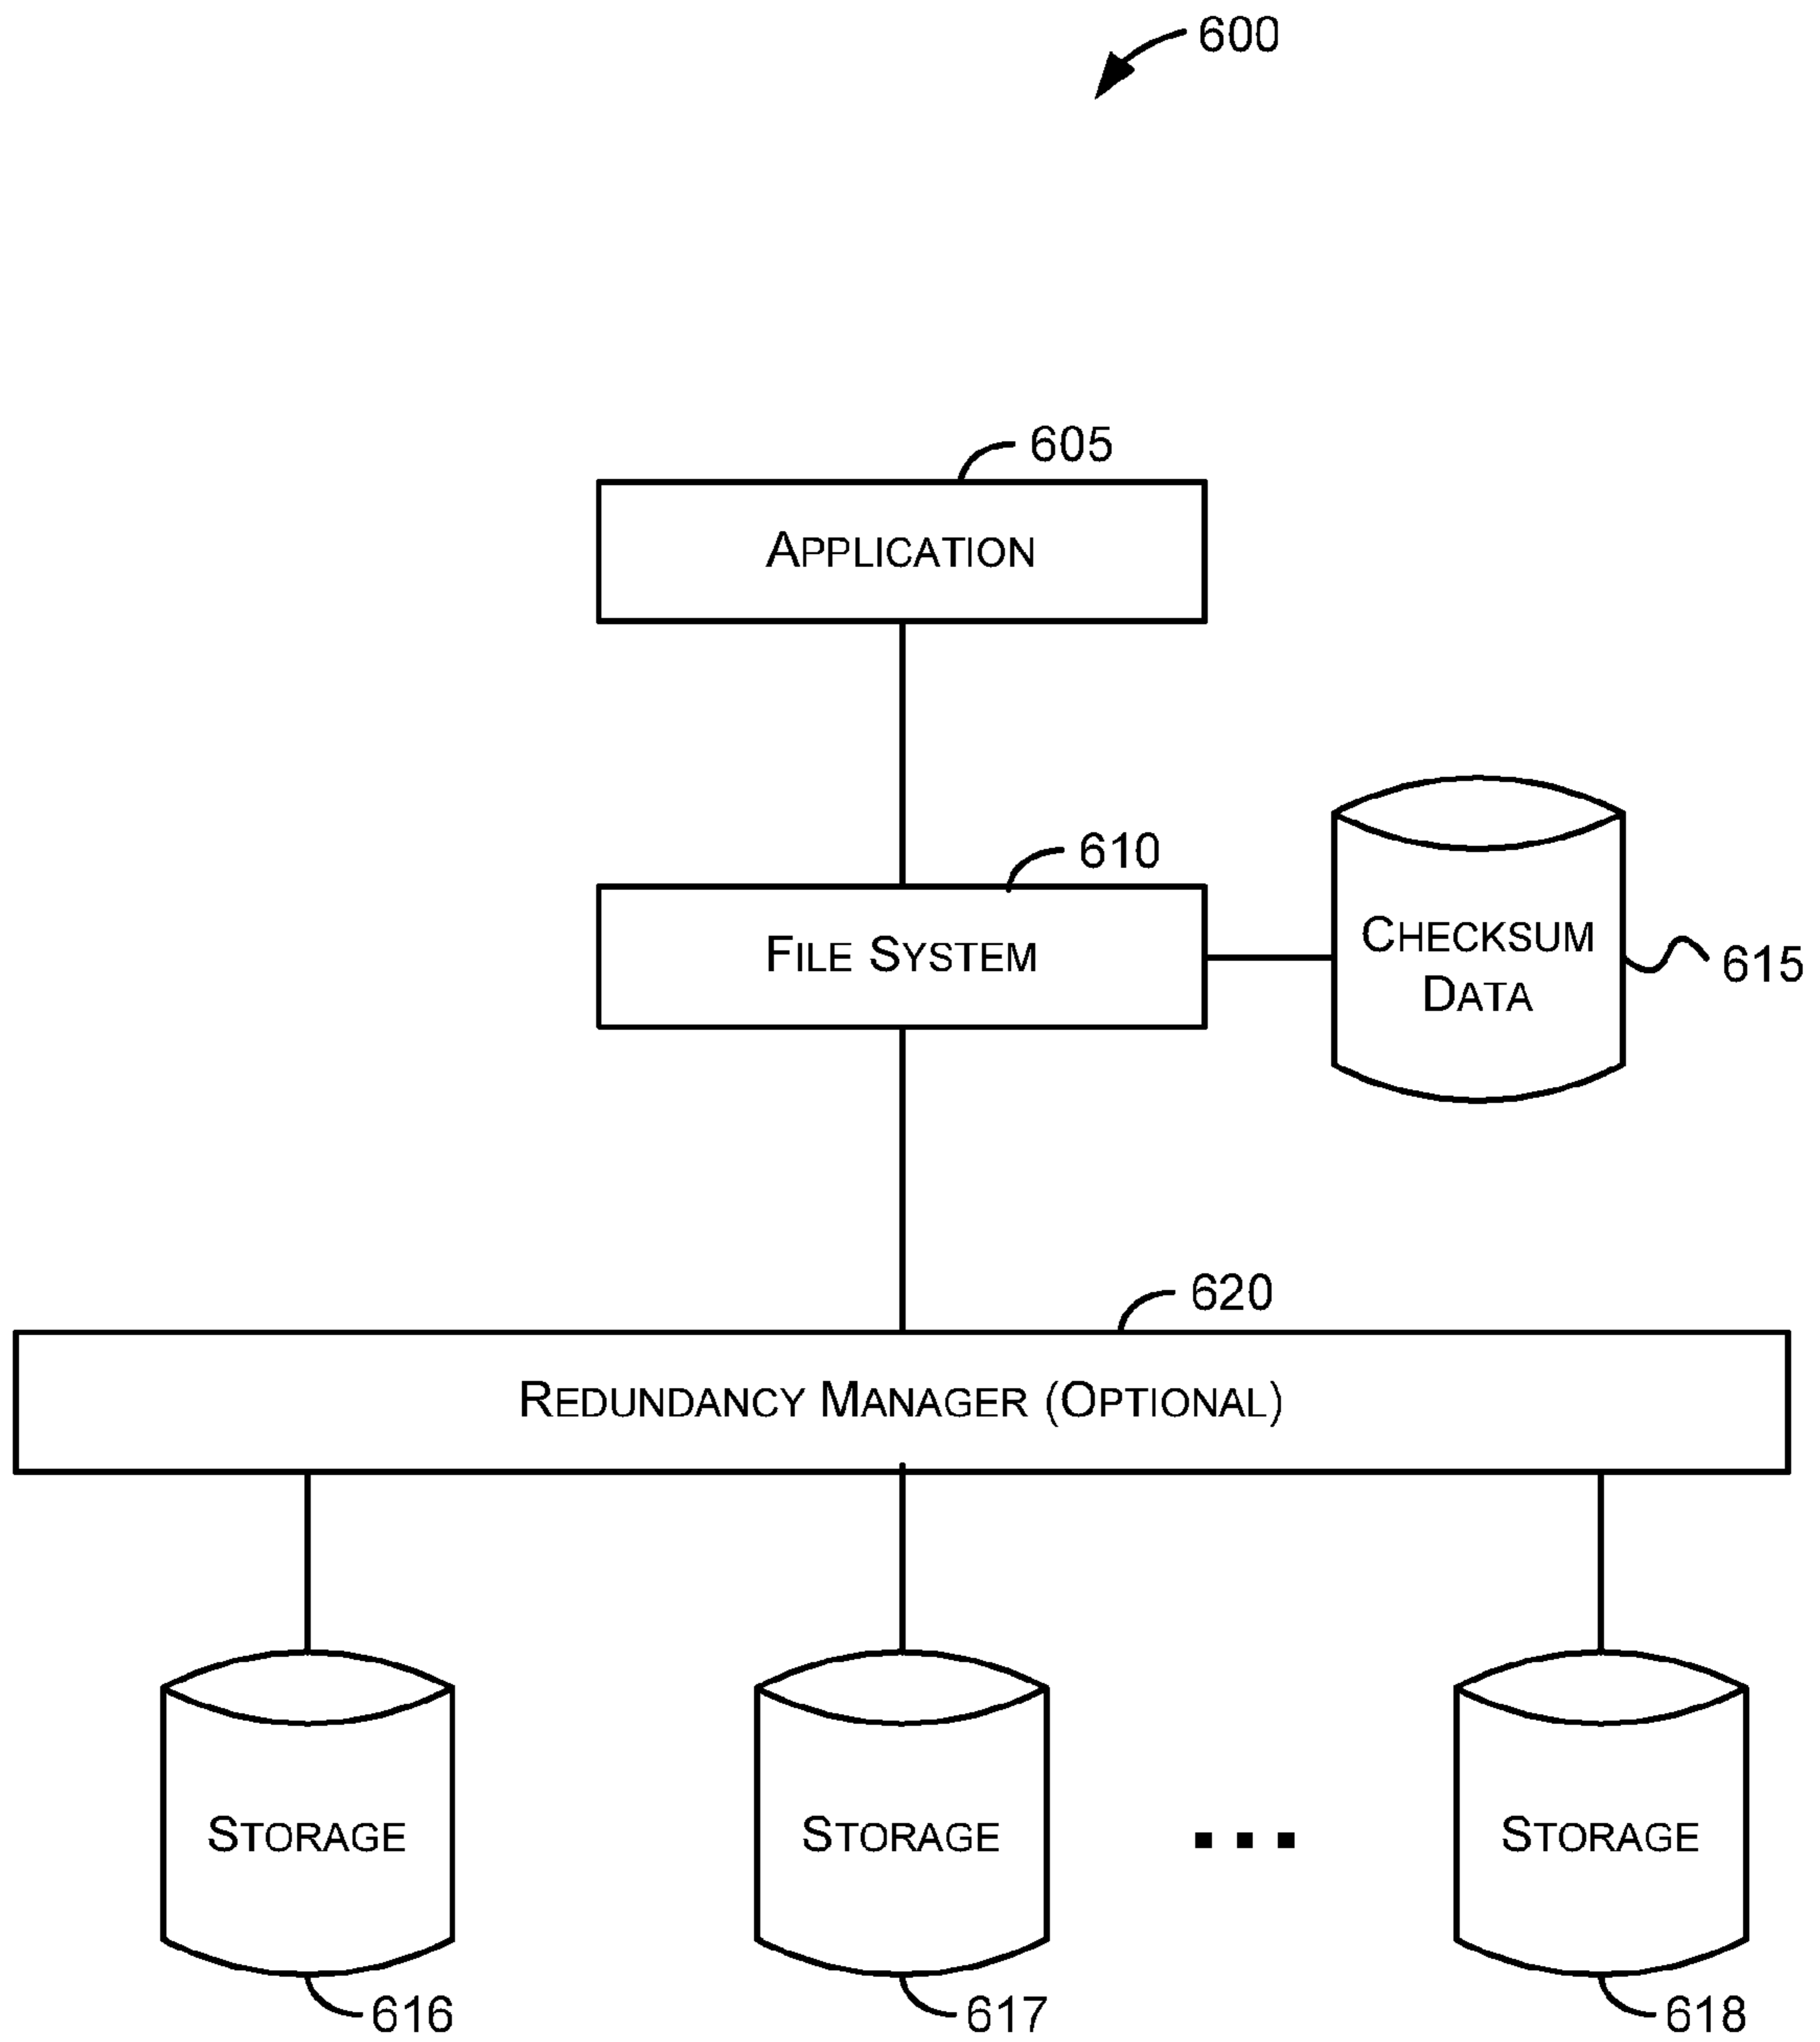 600
605
APPLICATION
610
FILE SYSTEM
CHECKSUM
DATA
615
620
REDUNDANCY MANAGER (OPTIONAL)
STORAGE
STORAGE
...
STORAGE
616
617
618